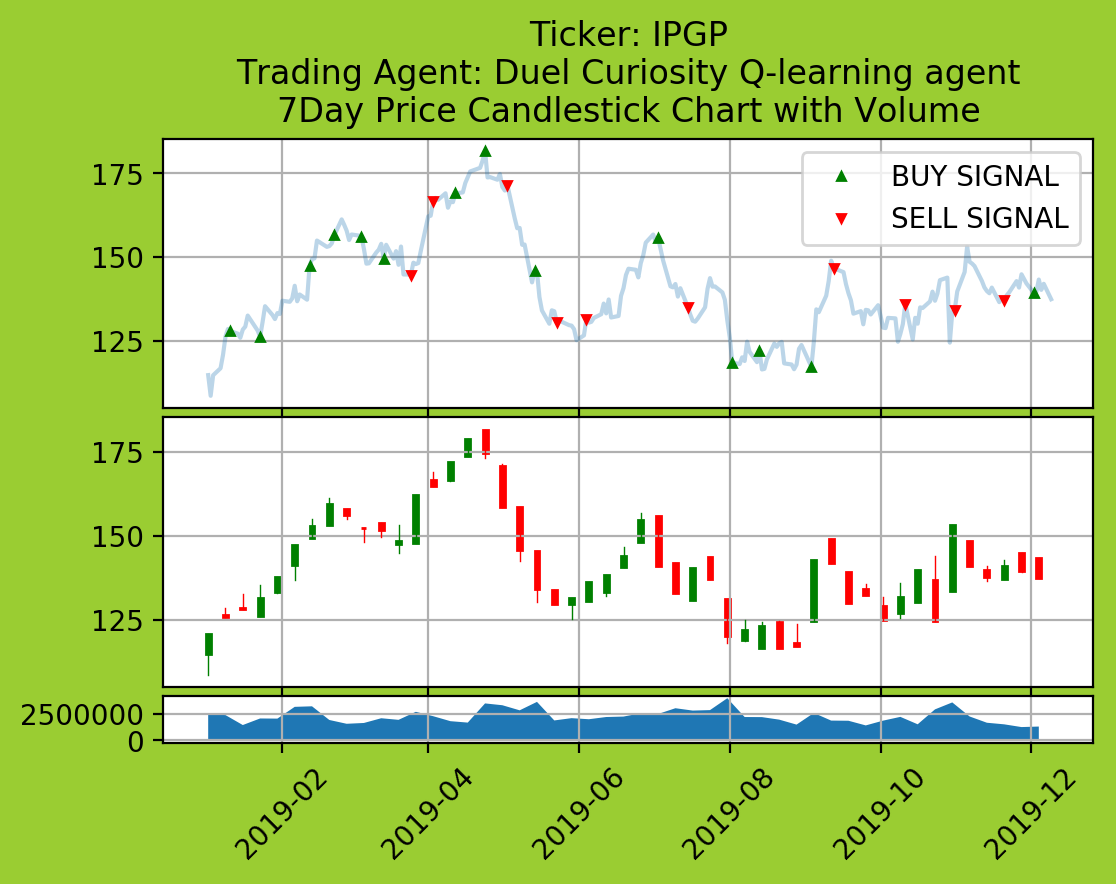 Ticker: IPGP
Trading Agent: Duel Curiosity Q-learning agent
7Day Price Candlestick Chart with Volume
175
150
125
BUY SIGNAL
SELL SIGNAL
175
150
125
2500000
0
2019-02
2019-04
2019-06
2019-08
2019-10
2019-12